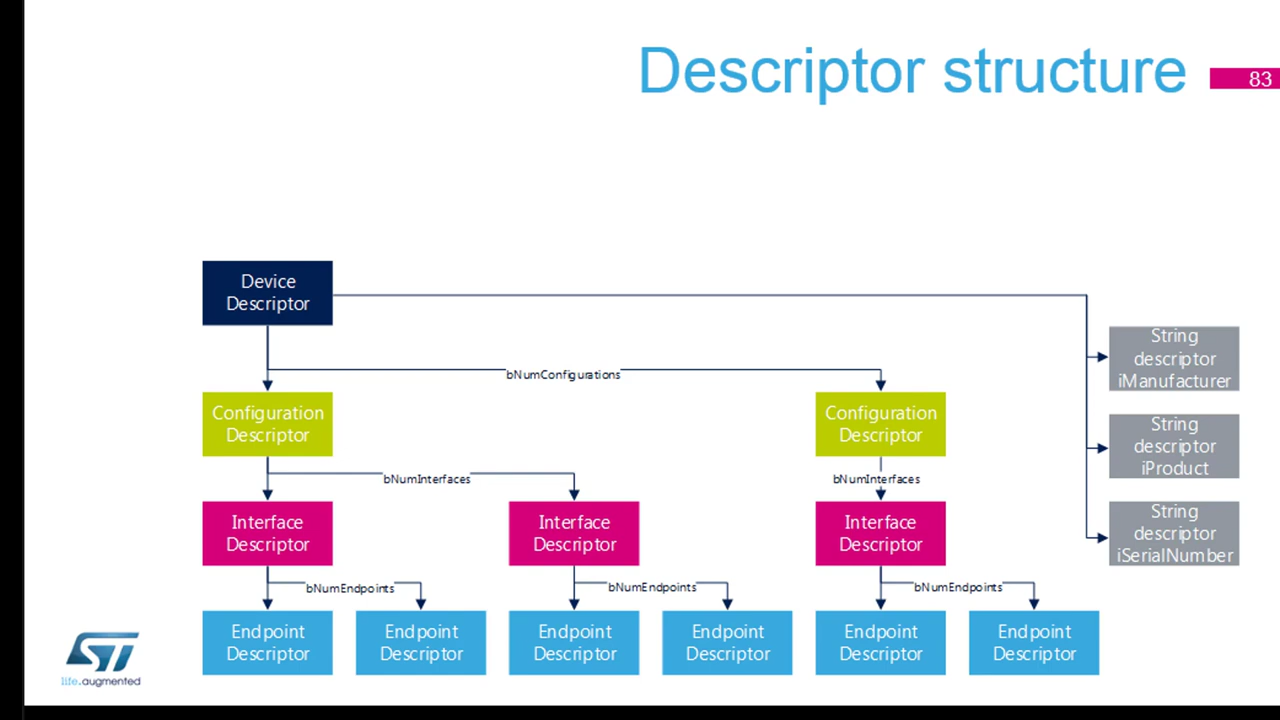 Descriptor structure
83
Device
Descriptor
String
descriptor
iManufacturer
bNumConfigurations
Configuration
Descriptor
Configuration
Descriptor
String
descriptor
iProduct
bNumInterfaces
bNumInterfaces
Interface
Descriptor
Interface
Descriptor
Interface
Descriptor
String
descriptor
iSerialNumber
bNumEndpoints
bNumEndpoints
bNumEndpoints
Endpoint
Descriptor
Endpoint
Descriptor
Endpoint
Descriptor
Endpoint
Descriptor
Endpoint
Descriptor
Endpoint
Descriptor
ST
life.augmented